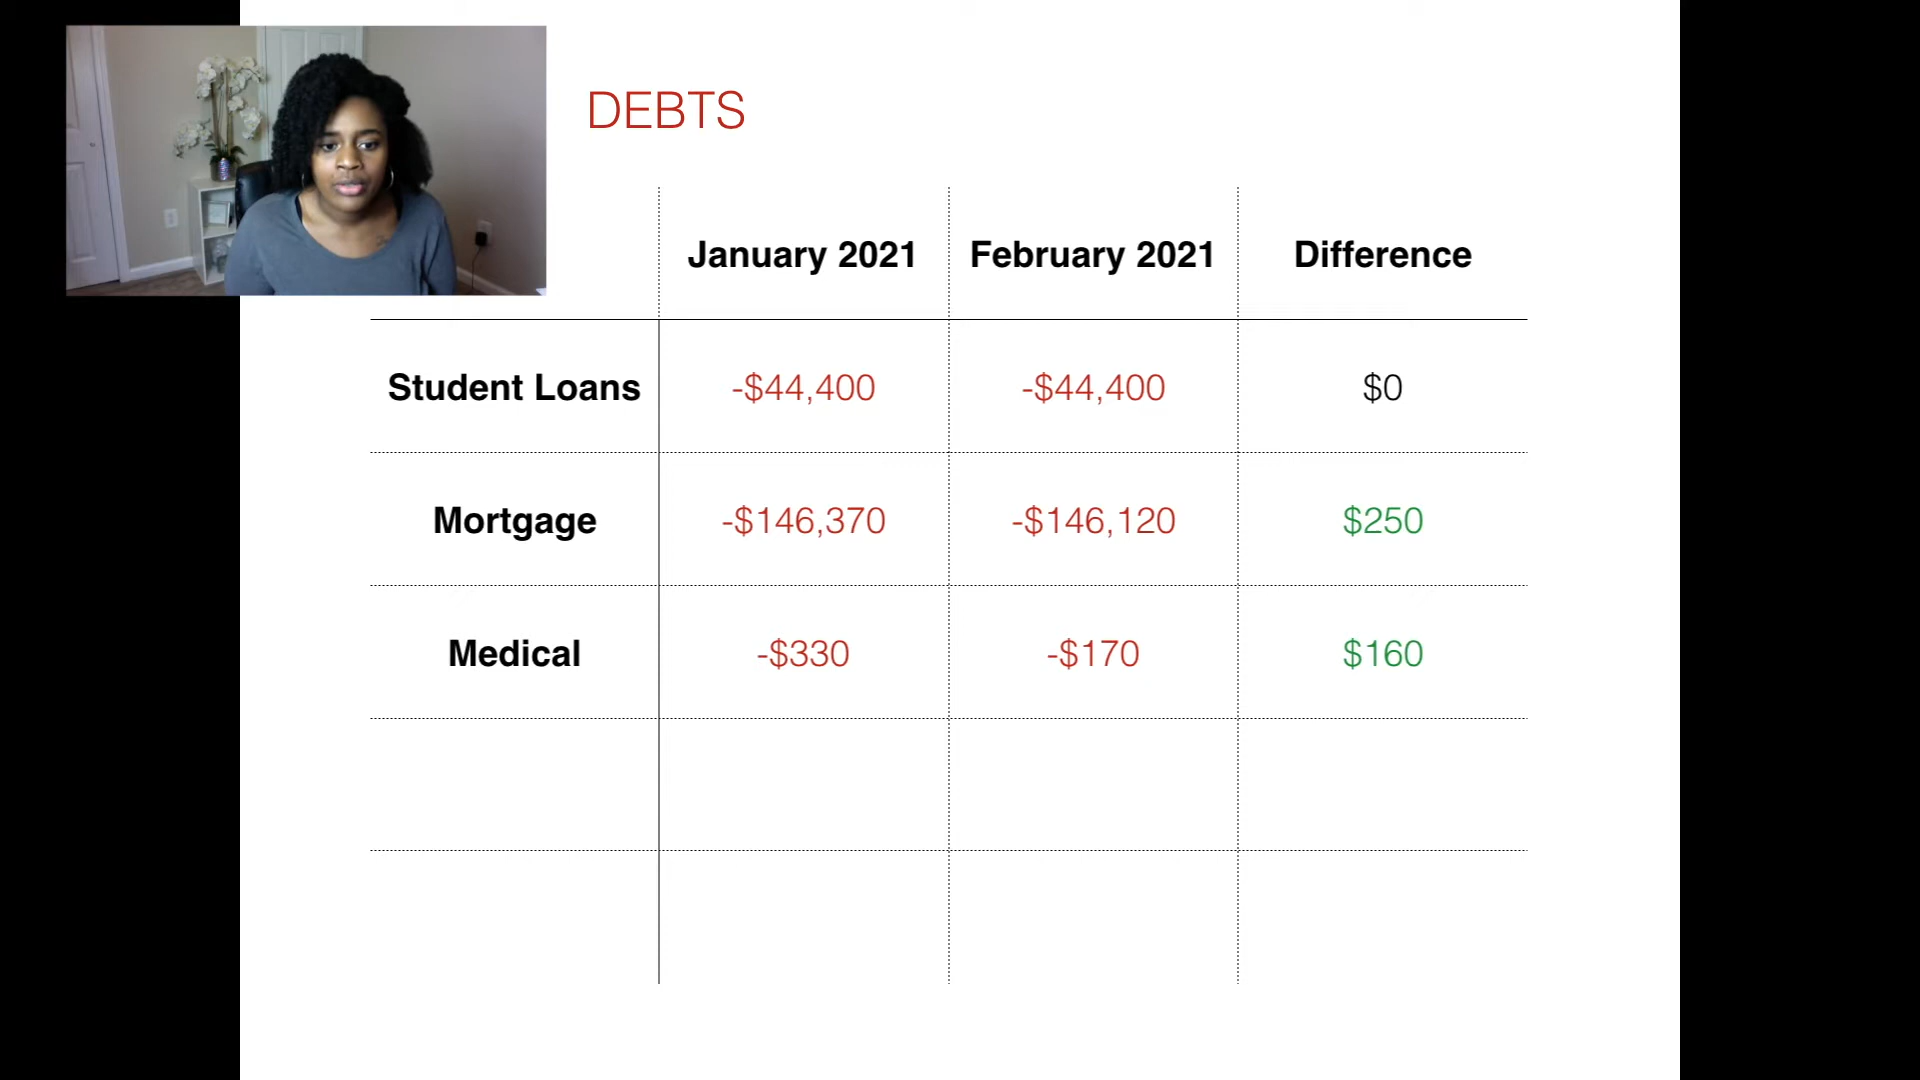 DEBTS
January 2021 February 2021 Difference
Student Loans -$44,400 -$44,400 $0
Mortgage -$146,370 -$146,120 $250
Medical -$330 -$170 $160